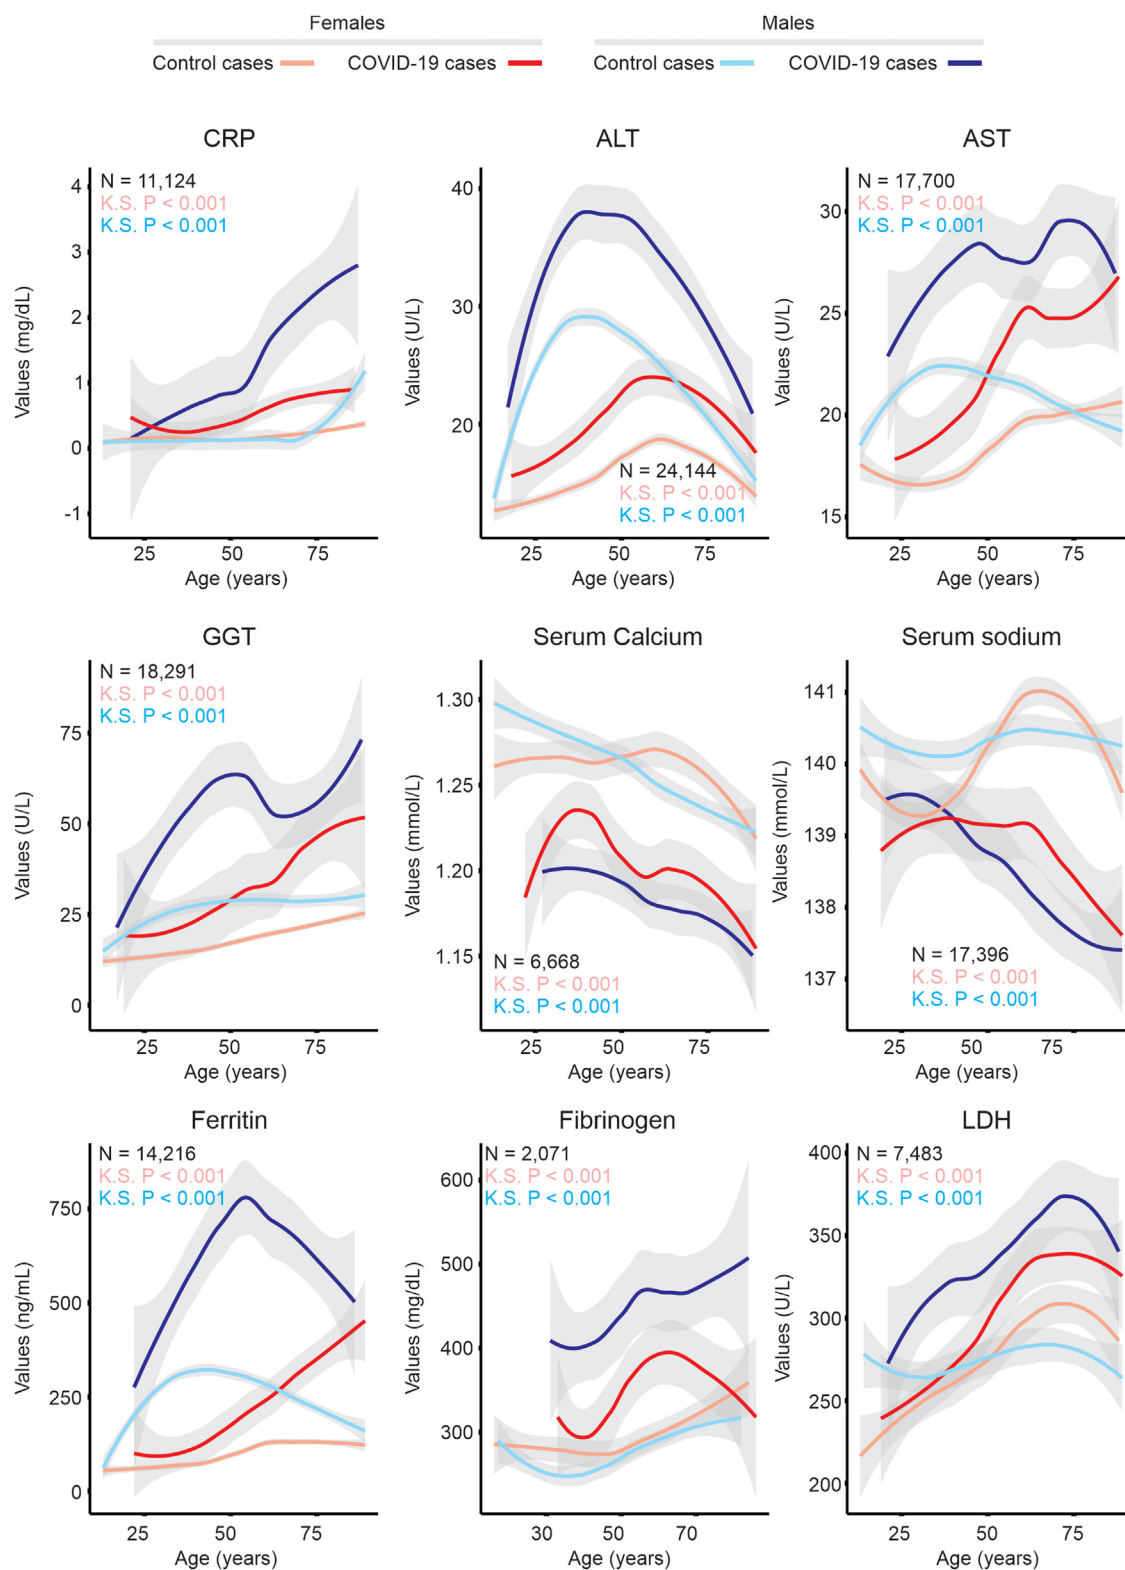 Females Males
Control cases COVID-19 cases Control cases COVID-19 cases
CRP
N = 11,124
K.S. P < 0.001
K.S. P < 0.001
Values (mg/dL)
4
3
2
1
0
-1
25 50 75
Age (years)
ALT
N = 24,144
K.S. P < 0.001
K.S. P < 0.001
Values (U/L)
40
30
20
25 50 75
Age (years)
AST
N = 17,700
K.S. P < 0.001
K.S. P < 0.001
Values (U/L)
30
25
20
15
25 50 75
Age (years)
GGT
N = 18,291
K.S. P < 0.001
K.S. P < 0.001
Values (U/L)
75
50
25
0
25 50 75
Age (years)
Serum Calcium
N = 6,668
K.S. P < 0.001
K.S. P < 0.001
Values (mmol/L)
1.30
1.25
1.20
1.15
25 50 75
Age (years)
Serum sodium
N = 17,396
K.S. P < 0.001
K.S. P < 0.001
Values (mmol/L)
141
140
139
138
137
25 50 75
Age (years)
Ferritin
N = 14,216
K.S. P < 0.001
K.S. P < 0.001
Values (ng/mL)
750
500
250
0
25 50 75
Age (years)
Fibrinogen
N = 2,071
K.S. P < 0.001
K.S. P < 0.001
Values (mg/dL)
600
500
400
300
30 50 70
Age (years)
LDH
N = 7,483
K.S. P < 0.001
K.S. P < 0.001
Values (U/L)
400
350
300
250
200
25 50 75
Age (years)